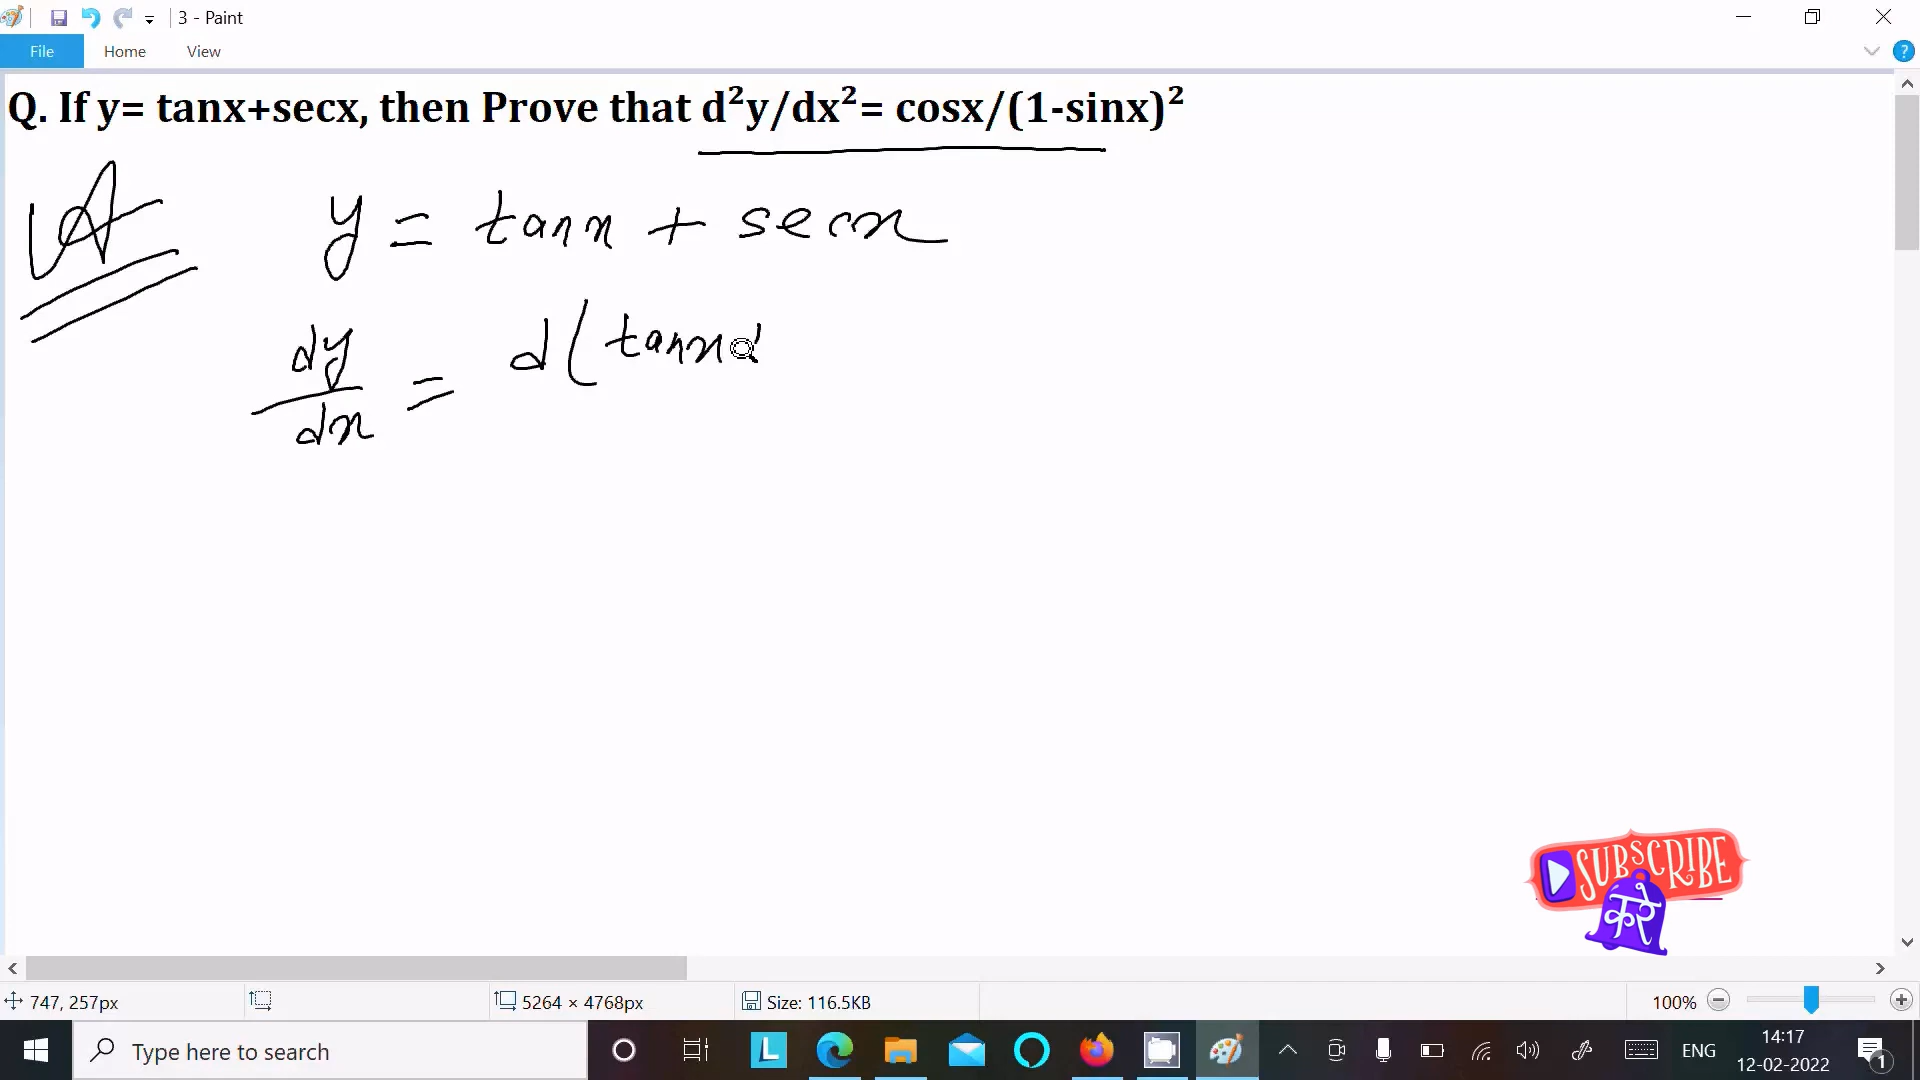 3 - Paint
File Home View
Q. If y= tanx+secx, then Prove that d²y/dx²= cosx/(1-sinx)²
y = tanx + secx
dy/dx = d(tanx
SUBSCRIBE
करे
747, 257px 5264 × 4768px Size: 116.5KB 100%
Type here to search
L
ENG
14:17
12-02-2022
1